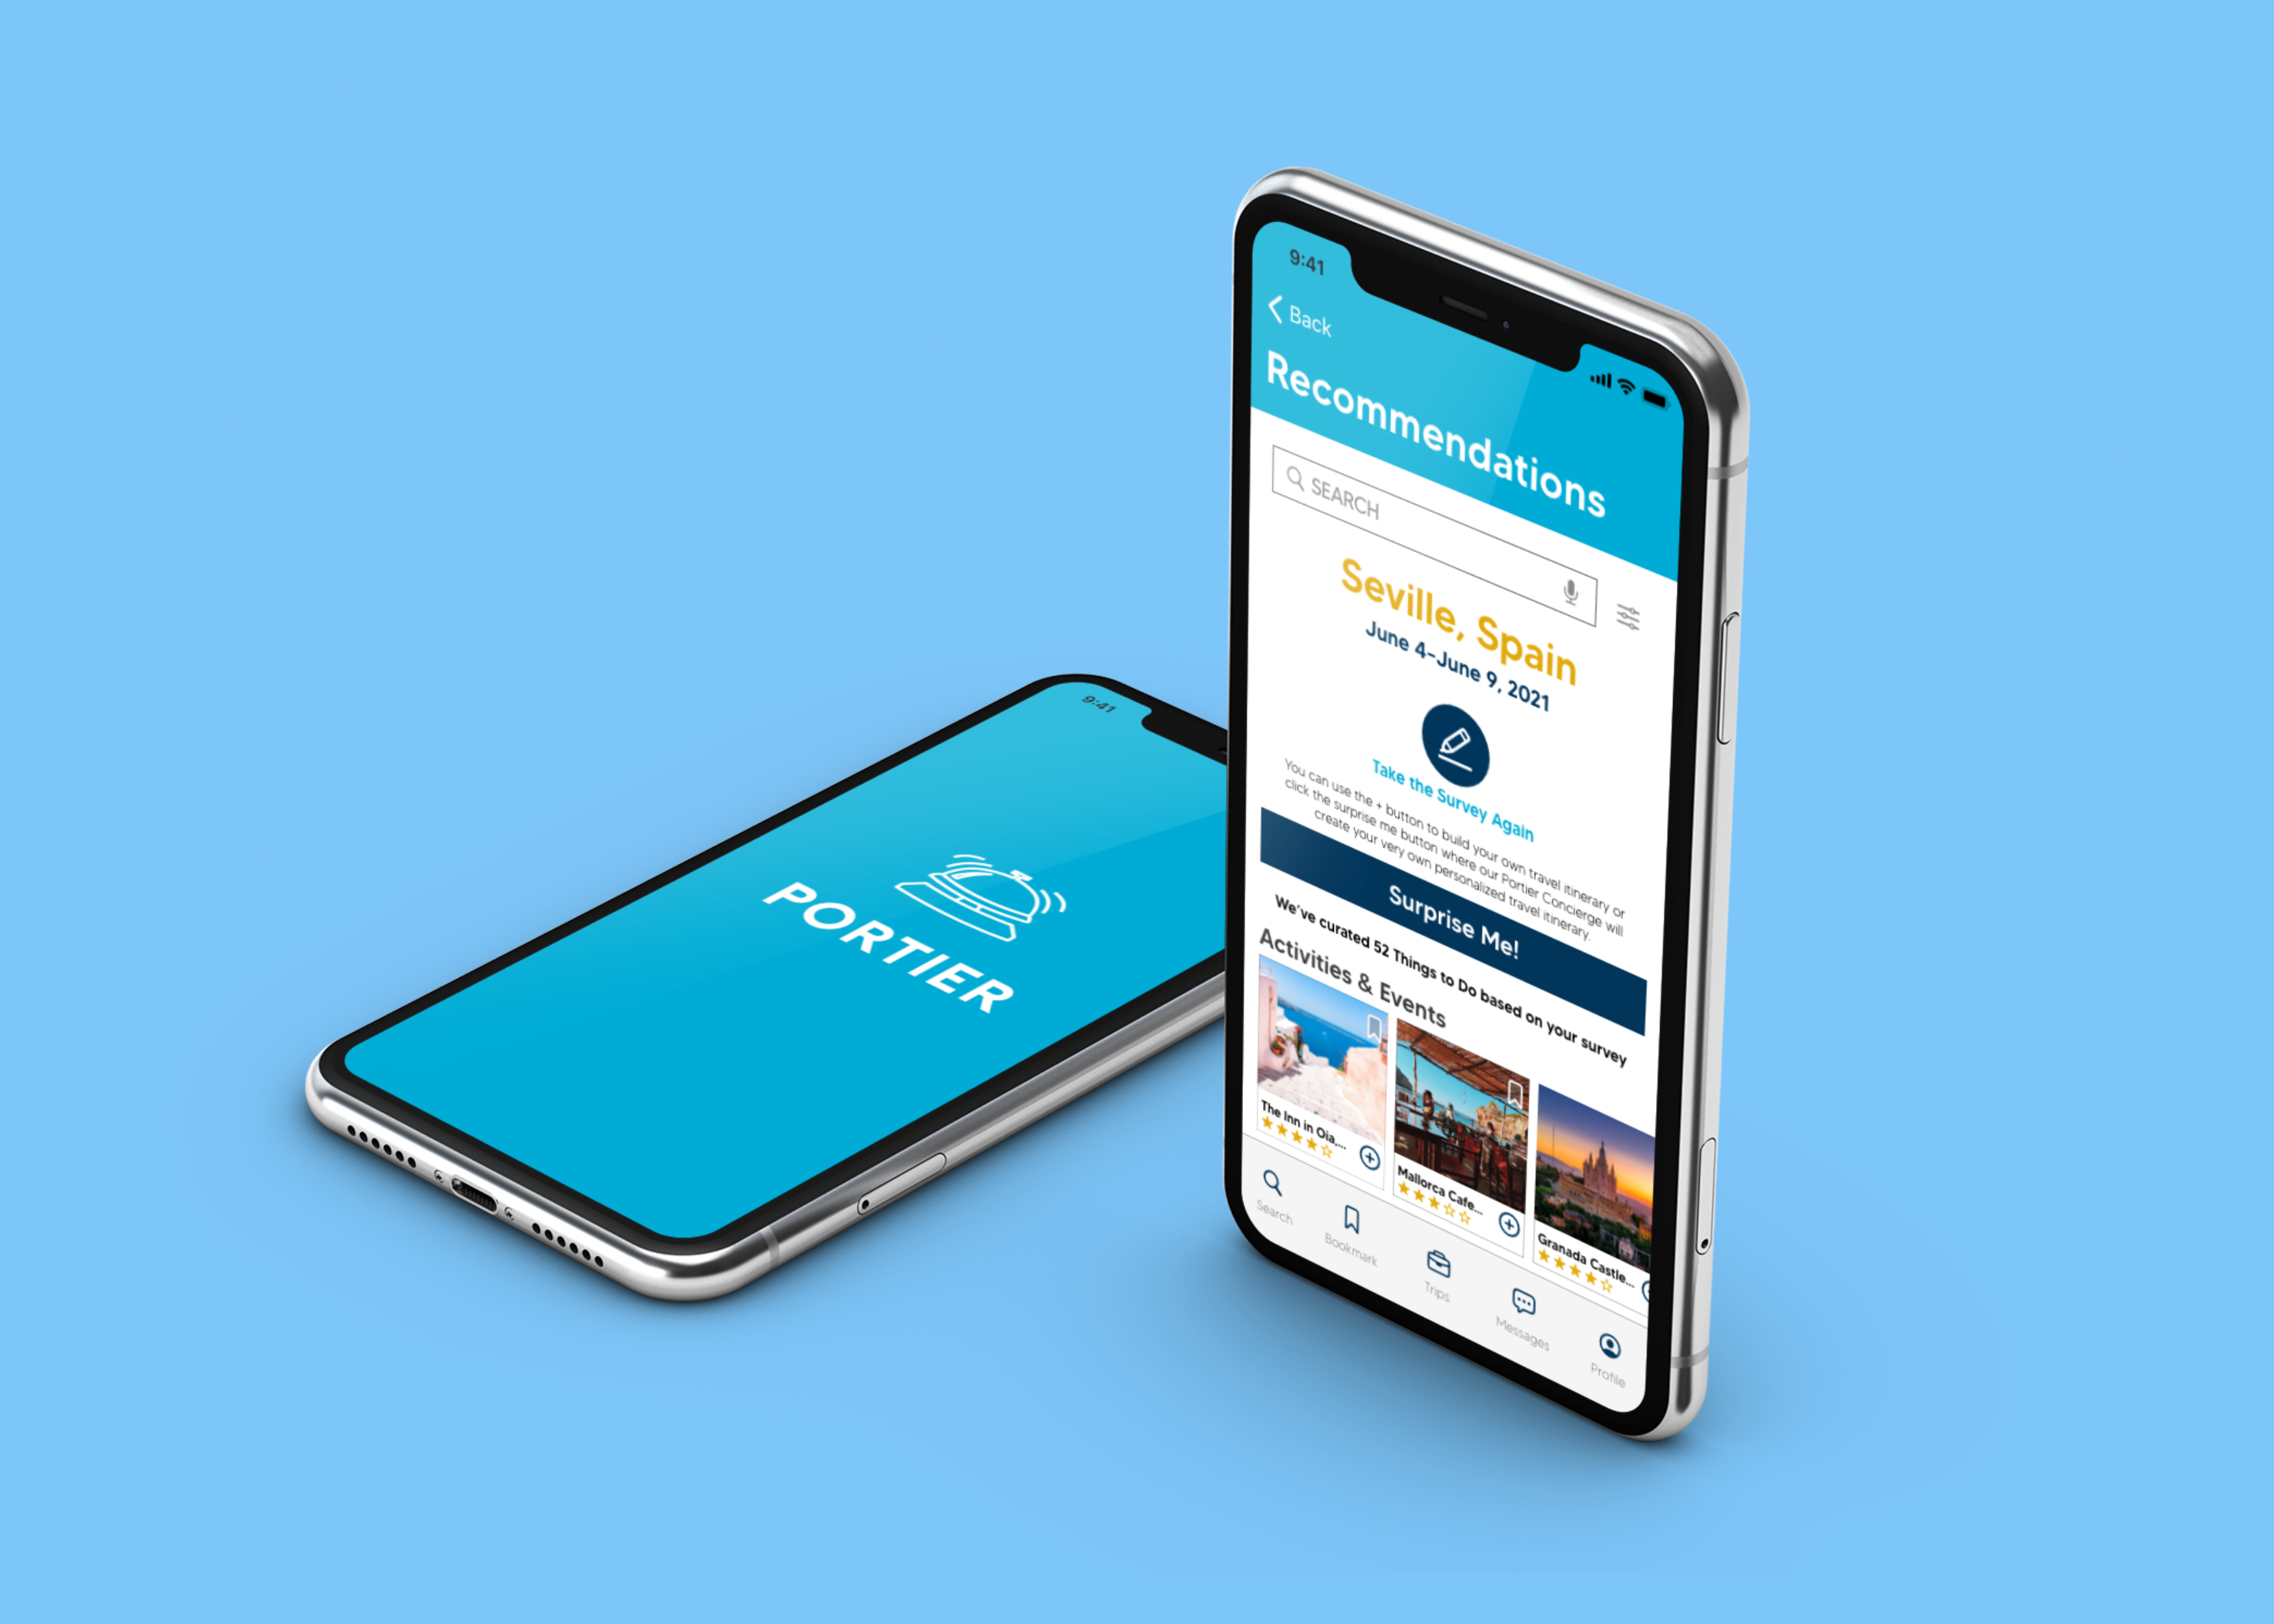 9:41
PORTIER
9:41
Back
Recommendations
SEARCH
Seville, Spain
June 4-June 9, 2021
Take the Survey Again
You can use the + button to build your own travel itinerary or
click the surprise me button where our Portier Concierge will
create your very own personalized travel itinerary.
Surprise Me!
We've curated 52 Things to Do based on your survey
Activities & Events
The Inn in Oia,...
Mallorca Cafe...
Granada Castle...
Search
Bookmark
Trips
Messages
Profile